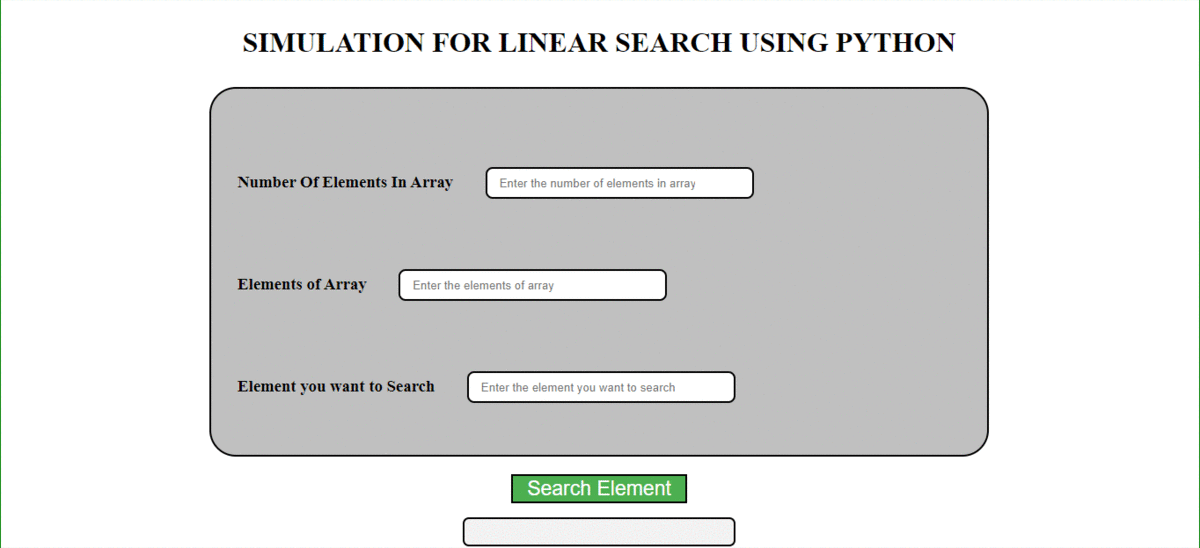 SIMULATION FOR LINEAR SEARCH USING PYTHON
Number Of Elements In Array Enter the number of elements in array
Elements of Array Enter the elements of array
Element you want to Search Enter the element you want to search
Search Element